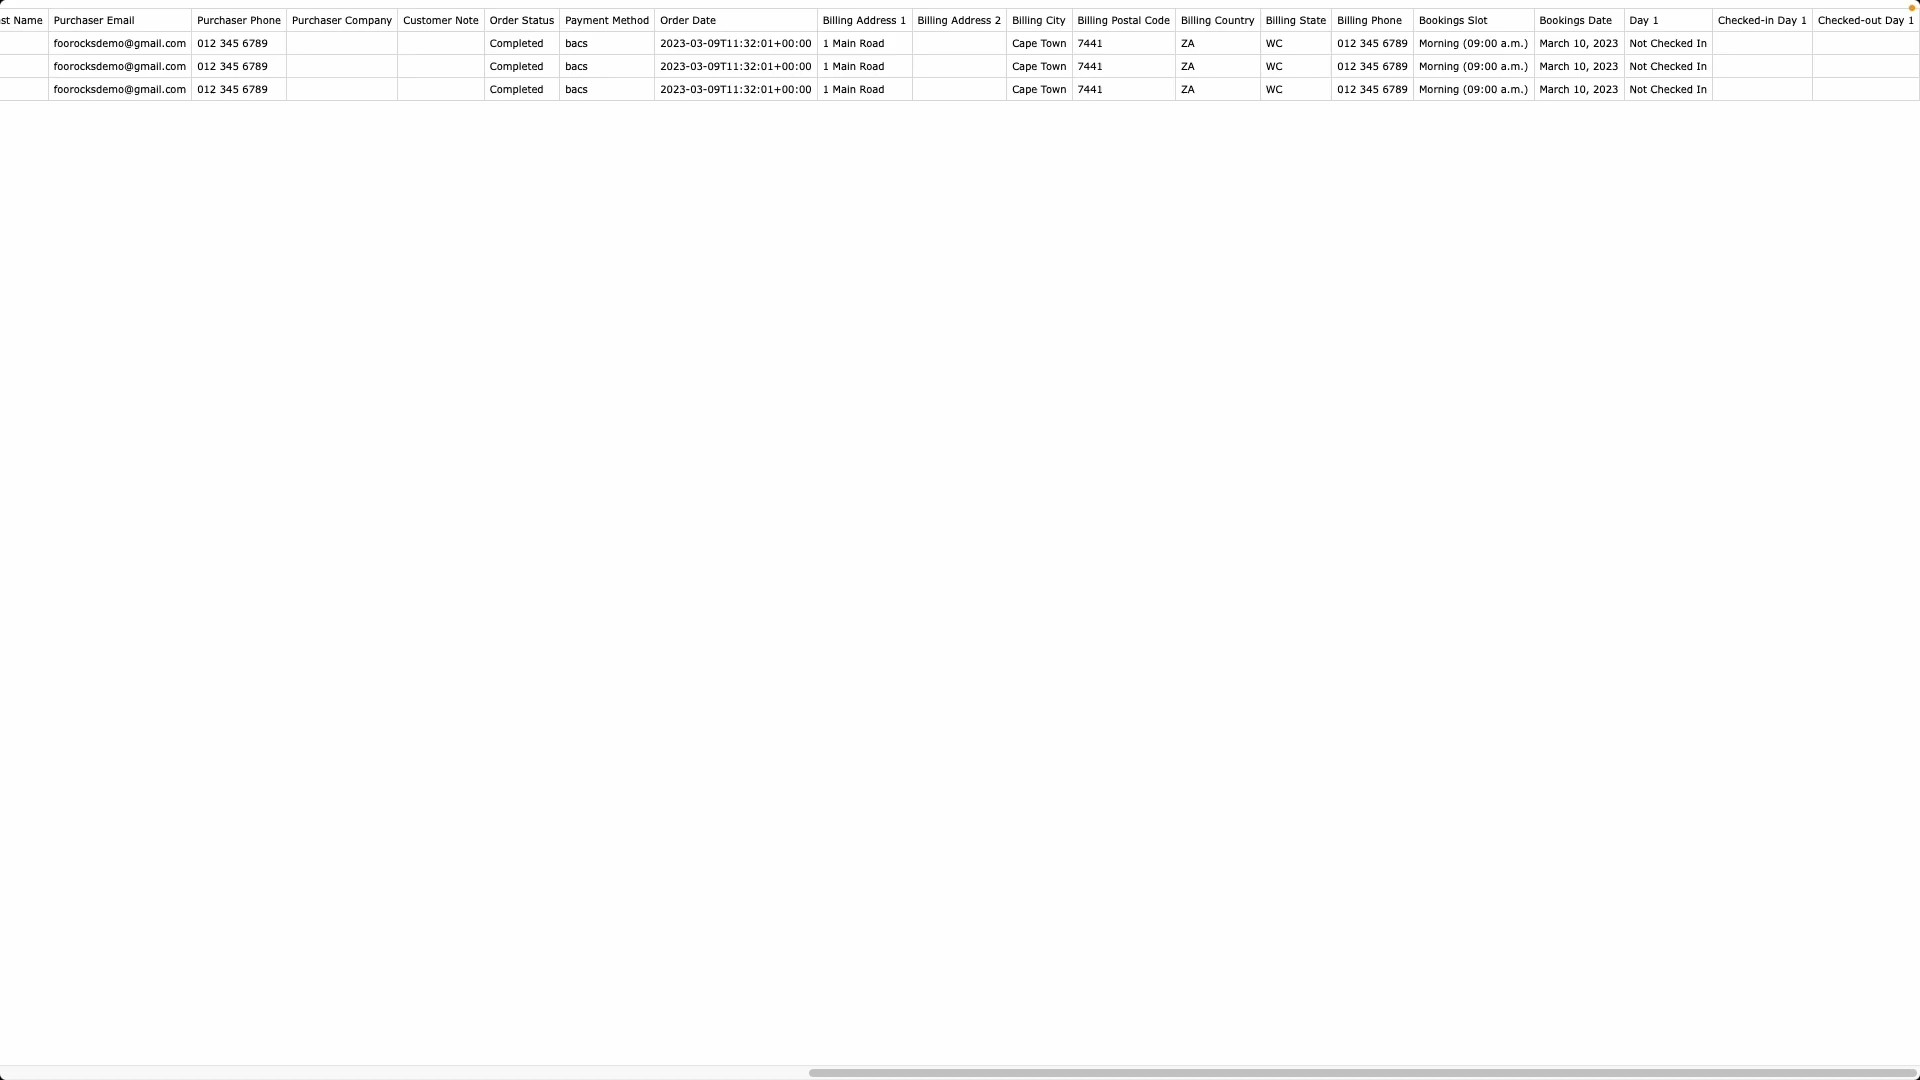 st Name Purchaser Email Purchaser Phone Purchaser Company Customer Note Order Status Payment Method Order Date Billing Address 1 Billing Address 2 Billing City Billing Postal Code Billing Country Billing State Billing Phone Bookings Slot Bookings Date Day 1 Checked-in Day 1 Checked-out Day 1
foorocksdemo@gmail.com 012 345 6789 Completed bacs 2023-03-09T11:32:01+00:00 1 Main Road Cape Town 7441 ZA WC 012 345 6789 Morning (09:00 a.m.) March 10, 2023 Not Checked In
foorocksdemo@gmail.com 012 345 6789 Completed bacs 2023-03-09T11:32:01+00:00 1 Main Road Cape Town 7441 ZA WC 012 345 6789 Morning (09:00 a.m.) March 10, 2023 Not Checked In
foorocksdemo@gmail.com 012 345 6789 Completed bacs 2023-03-09T11:32:01+00:00 1 Main Road Cape Town 7441 ZA WC 012 345 6789 Morning (09:00 a.m.) March 10, 2023 Not Checked In